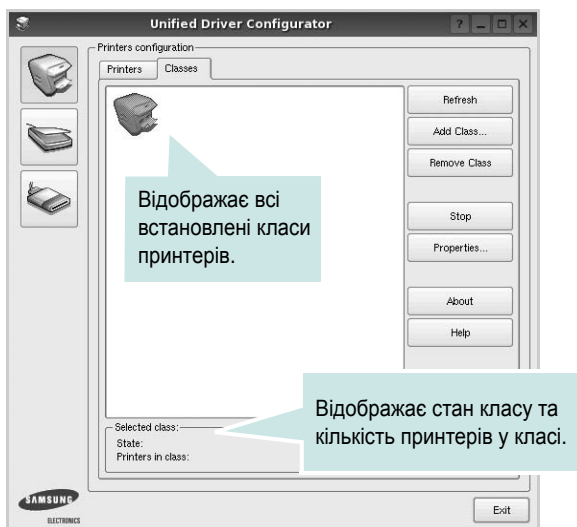 Unified Driver Configurator
Printers configuration
Printers
Classes
Refresh
Add Class...
Remove Class
Stop
Properties...
About
Help
Відображає всі
встановлені класи
принтерів.
Відображає стан класу та
кількість принтерів у класі.
Selected class:
State:
Printers in class:
SAMSUNG
ELECTRONICS
Exit